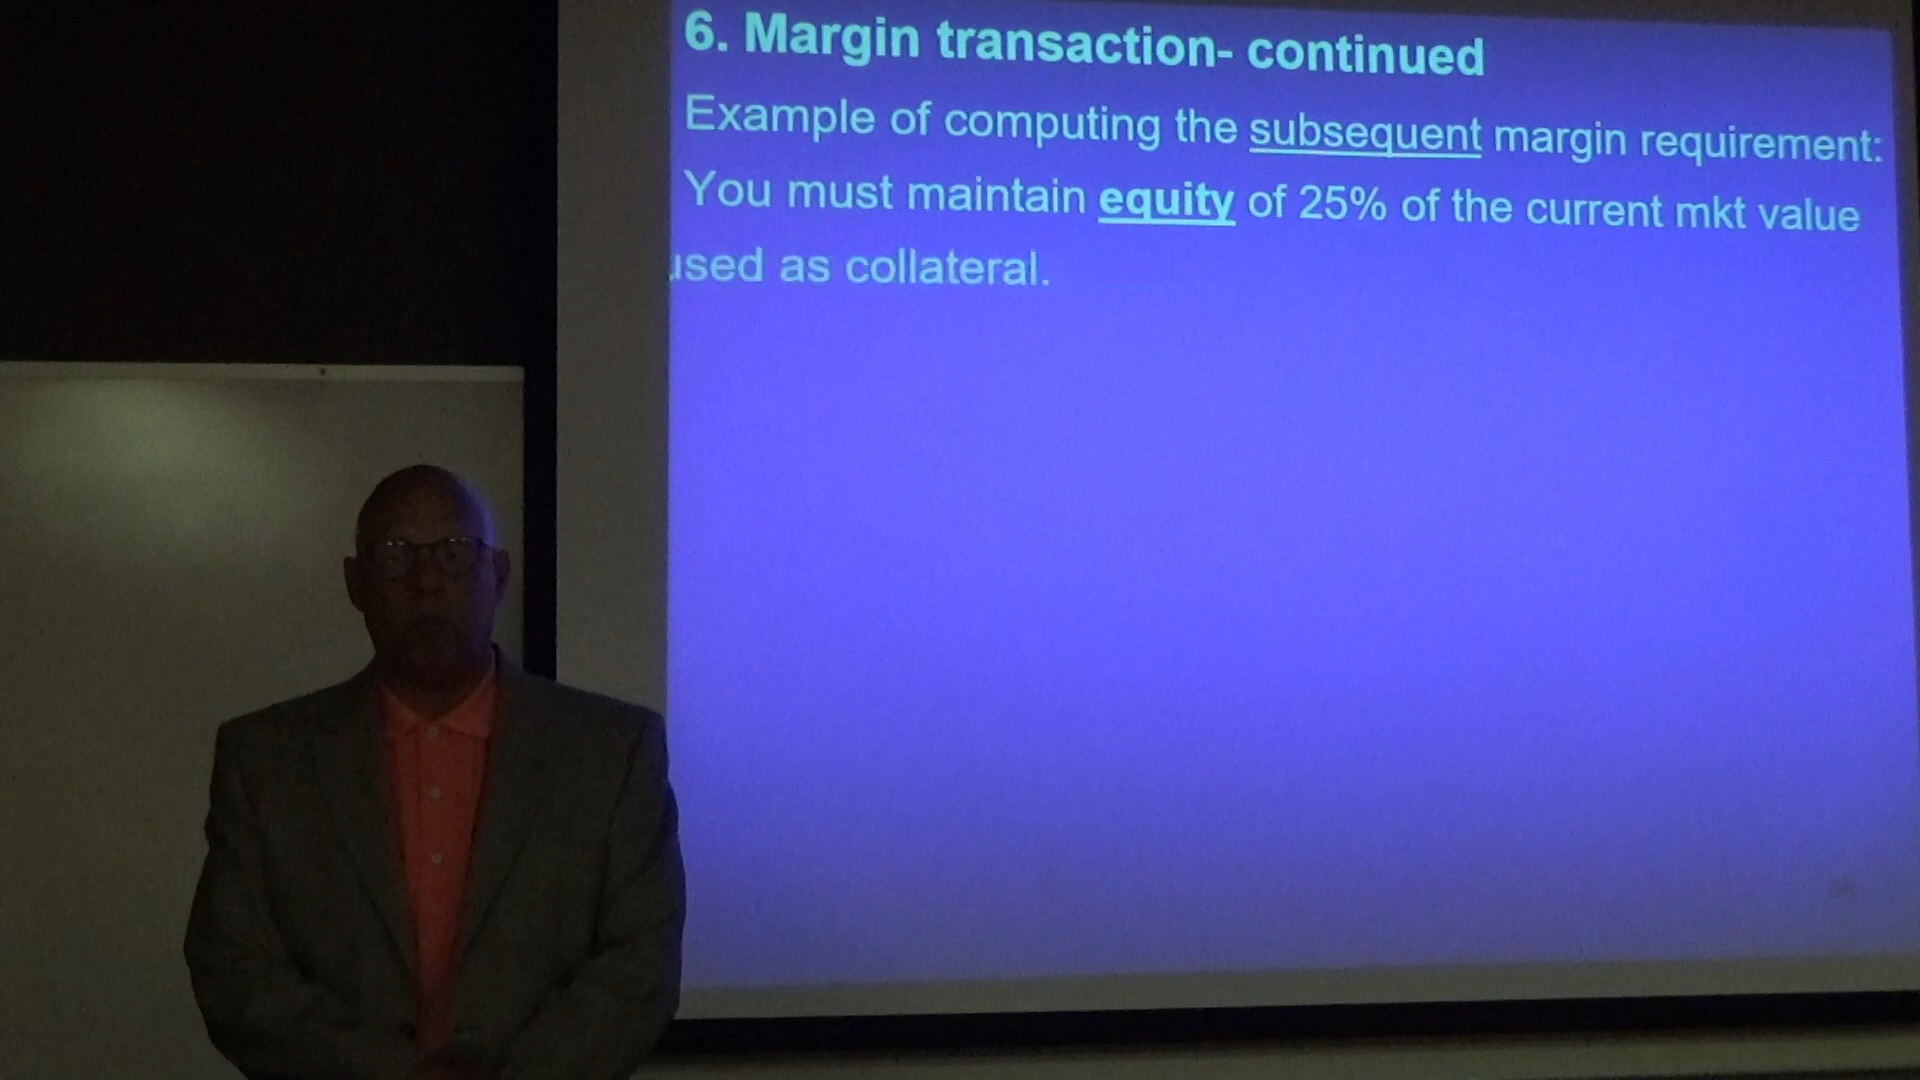 6. Margin transaction- continued
Example of computing the subsequent margin requirement:
You must maintain equity of 25% of the current mkt value
used as collateral.